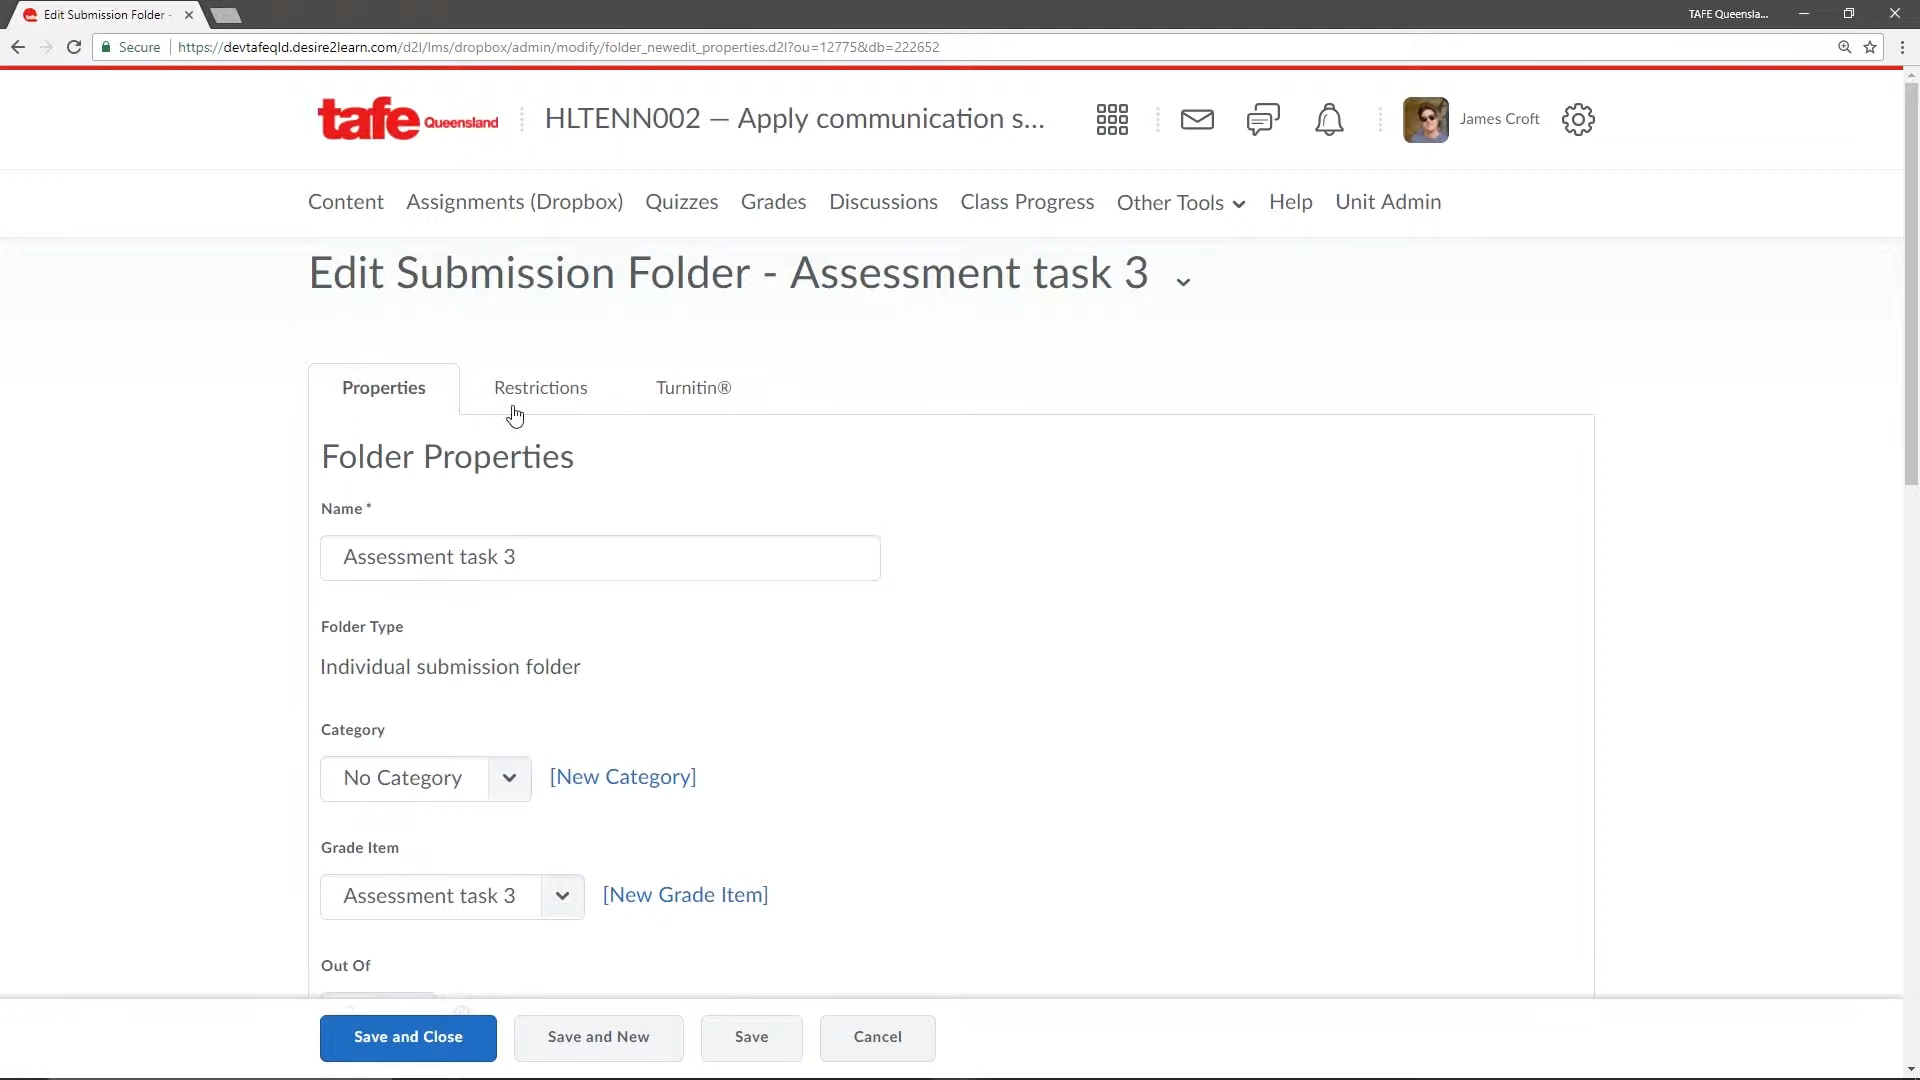 Edit Submission Folder -
TAFE Queensla...
Secure https://devtafeqld.desire2learn.com/d2l/lms/dropbox/admin/modify/folder_newedit_properties.d2l?ou=12775&db=222652
tafe Queensland
HLTENN002 — Apply communication s...
James Croft
Content Assignments (Dropbox) Quizzes Grades Discussions Class Progress Other Tools Help Unit Admin
Edit Submission Folder - Assessment task 3
Properties Restrictions Turnitin®
Folder Properties
Name *
Assessment task 3
Folder Type
Individual submission folder
Category
No Category [New Category]
Grade Item
Assessment task 3 [New Grade Item]
Out Of
Save and Close Save and New Save Cancel